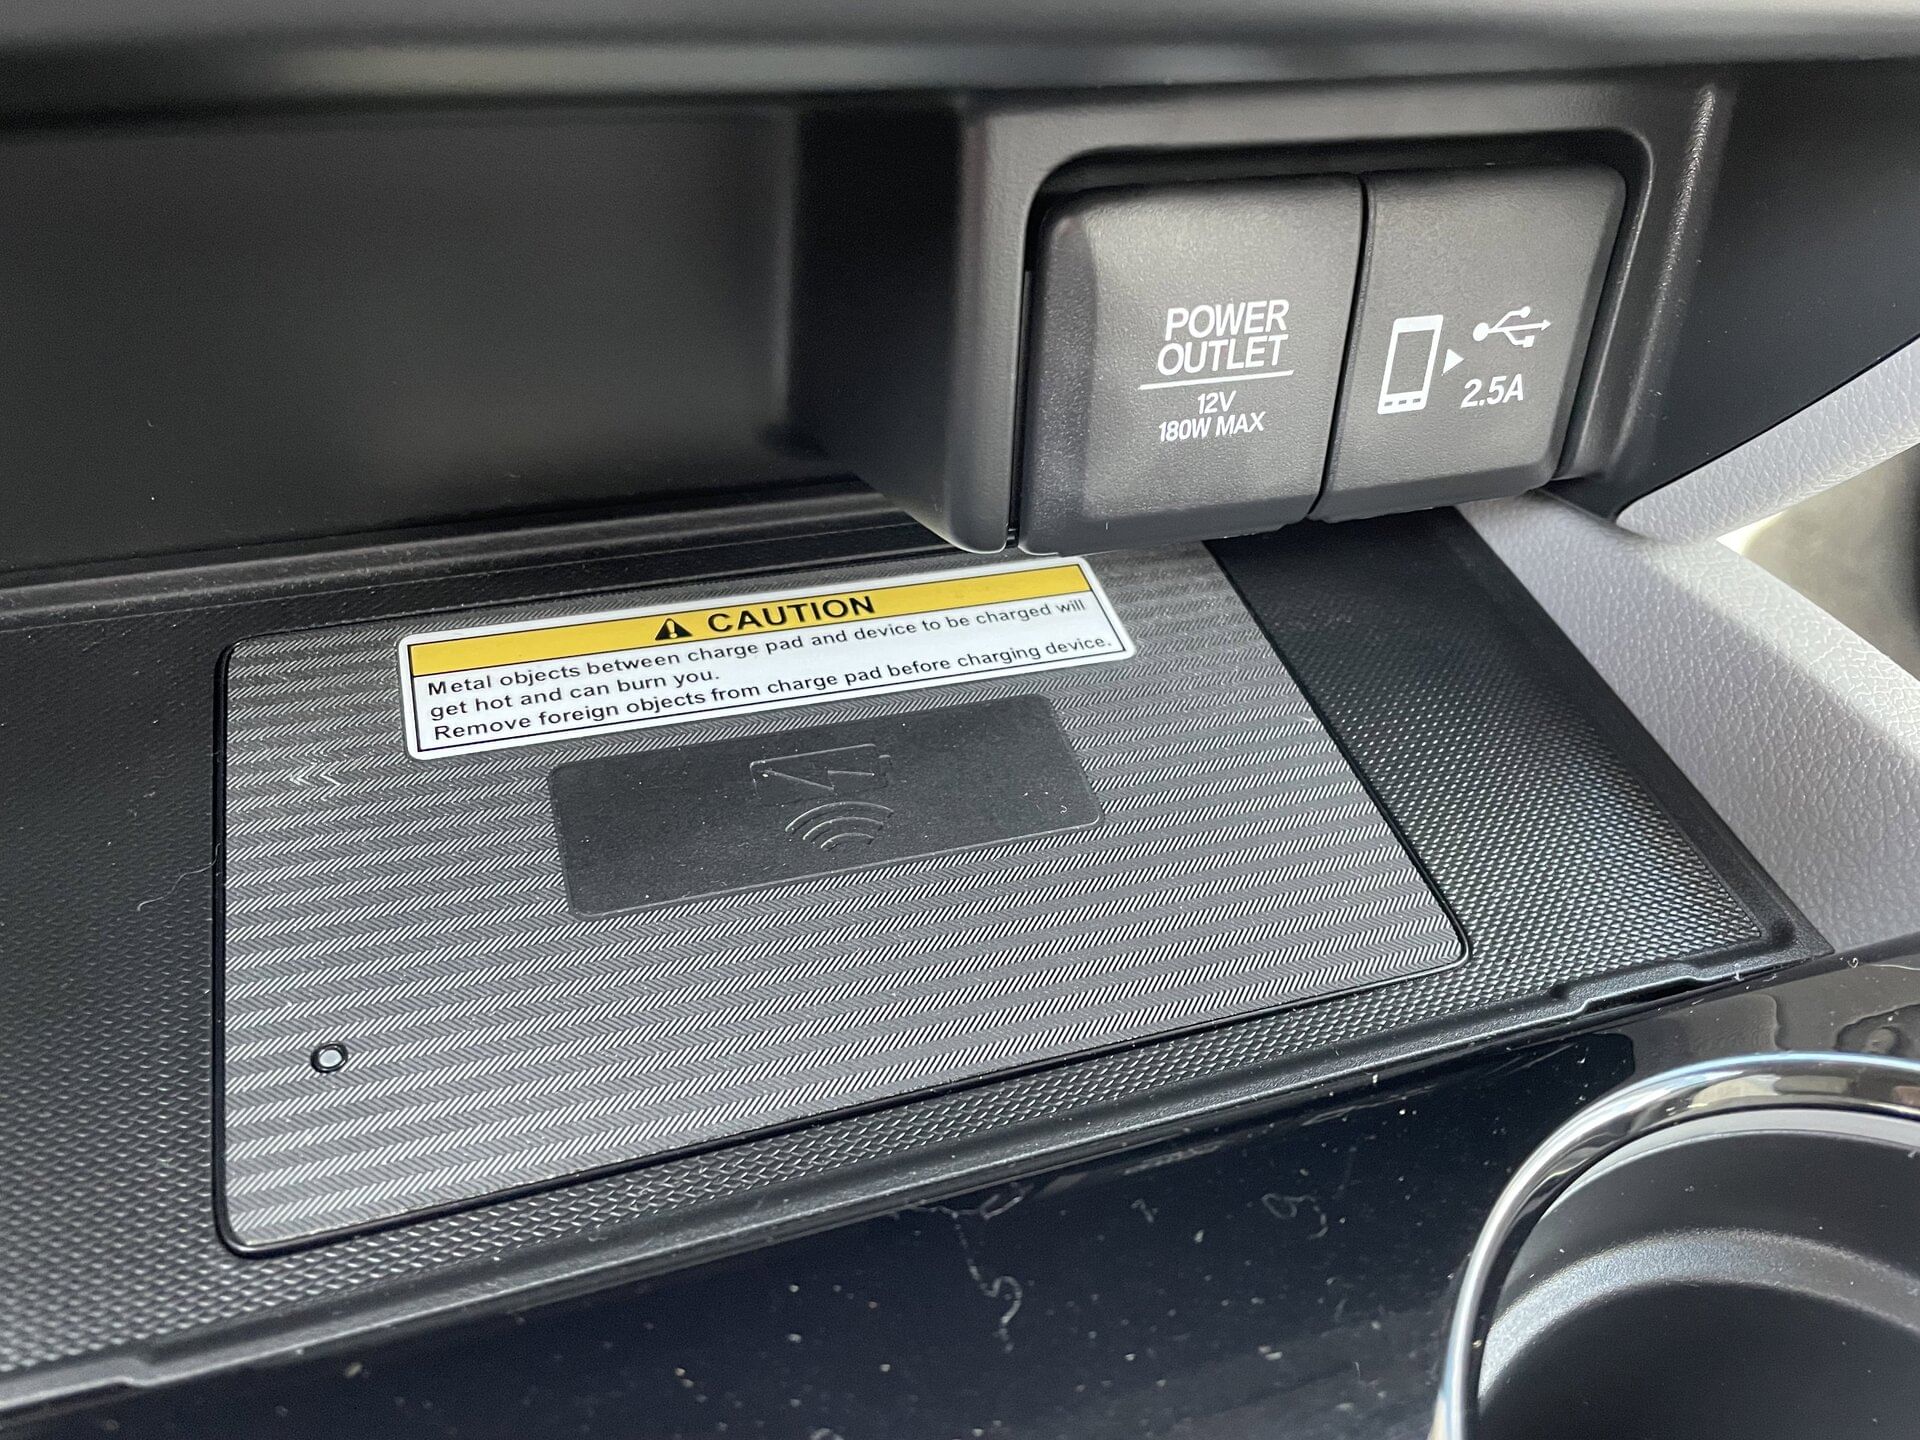 POWER
OUTLET
12V
180W MAX
2.5A
CAUTION
Metal objects between charge pad and device to be charged will
get hot and can burn you.
Remove foreign objects from charge pad before charging device.